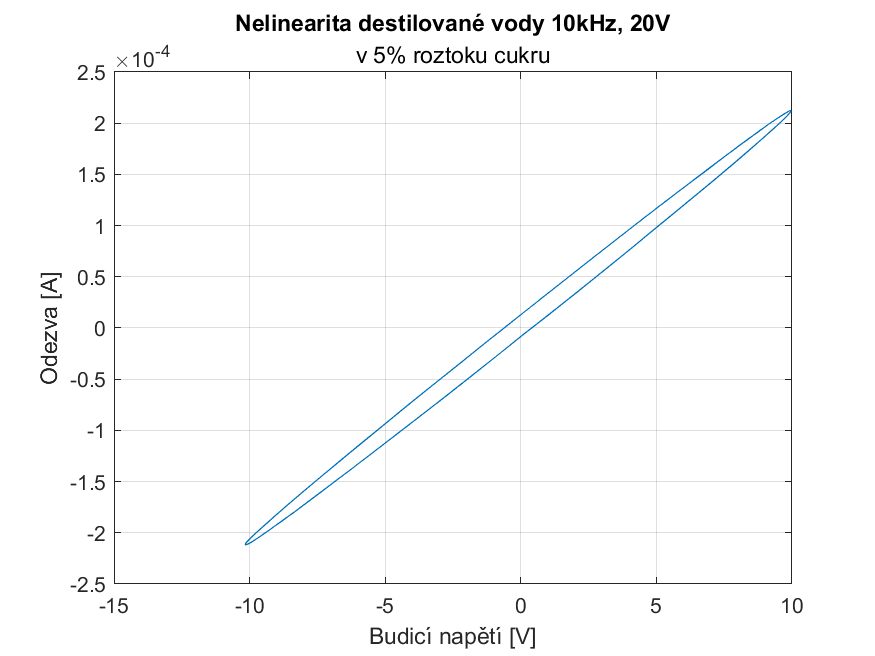 Nelinearita destilované vody 10kHz, 20V
v 5% roztoku cukru
×10-4
2.5
2
1.5
1
0.5
0
-0.5
-1
-1.5
-2
-2.5
Odezva [A]
-15 -10 -5 0 5 10
Budicí napětí [V]